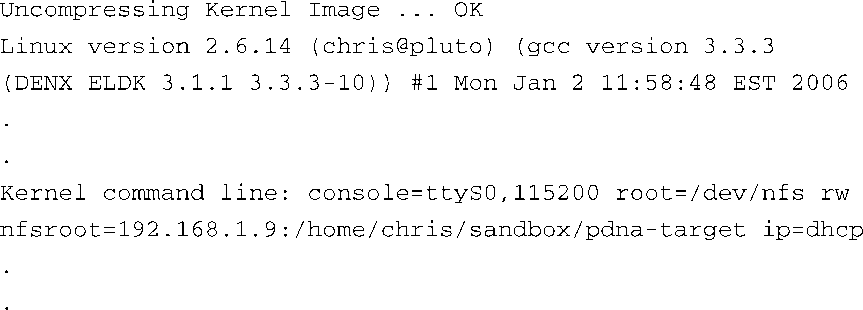 Uncompressing Kernel Image ... OK
Linux version 2.6.14 (chris@pluto) (gcc version 3.3.3
(DENX ELDK 3.1.1 3.3.3-10)) #1 Mon Jan 2 11:58:48 EST 2006
.
.
Kernel command line: console=ttyS0,115200 root=/dev/nfs rw
nfsroot=192.168.1.9:/home/chris/sandbox/pdna-target ip=dhcp
.
.